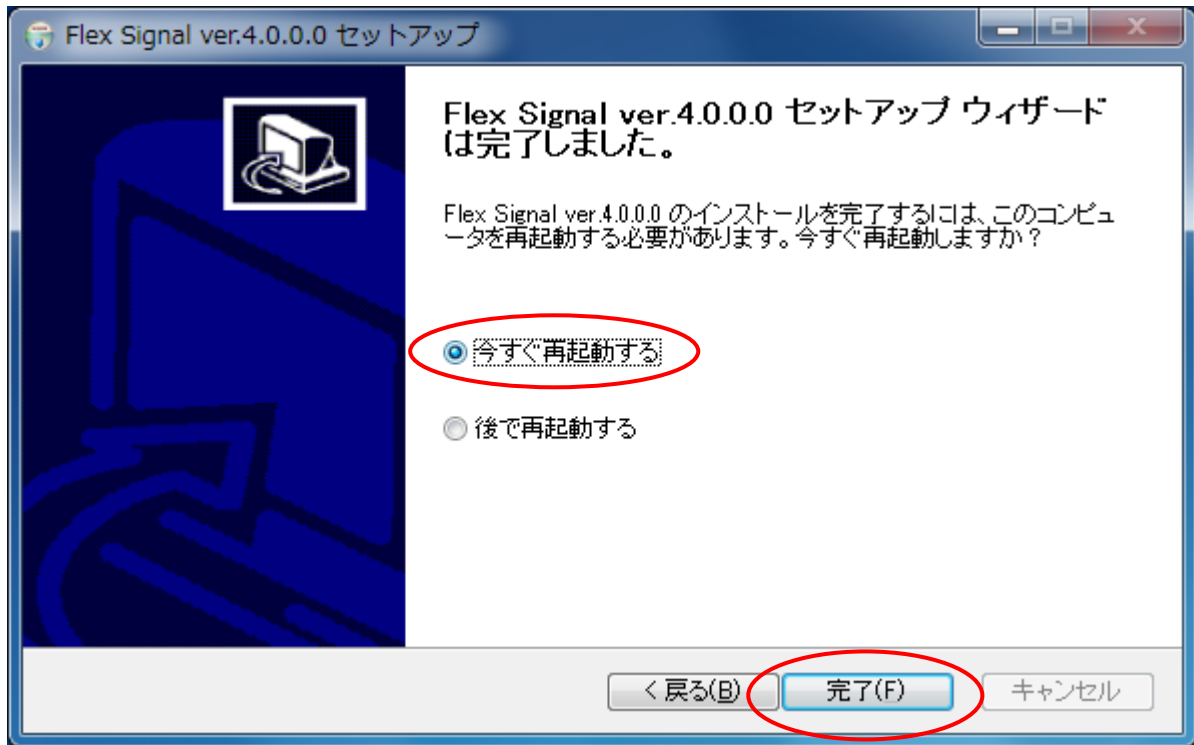 Flex Signal ver.4.0.0.0 セットアップ
Flex Signal ver.4.0.0.0 セットアップ ウィザード
は完了しました。
Flex Signal ver.4.0.0.0 のインストールを完了するには、このコンピュ
ータを再起動する必要があります。今すぐ再起動しますか？
今すぐ再起動する
後で再起動する
< 戻る(B) 完了(F) キャンセル